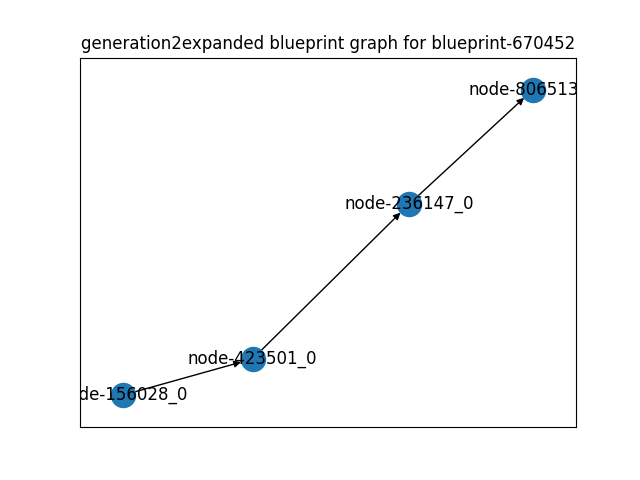 generation2expanded blueprint graph for blueprint-670452
node-806513
node-236147_0
node-423501_0
de-156028_0